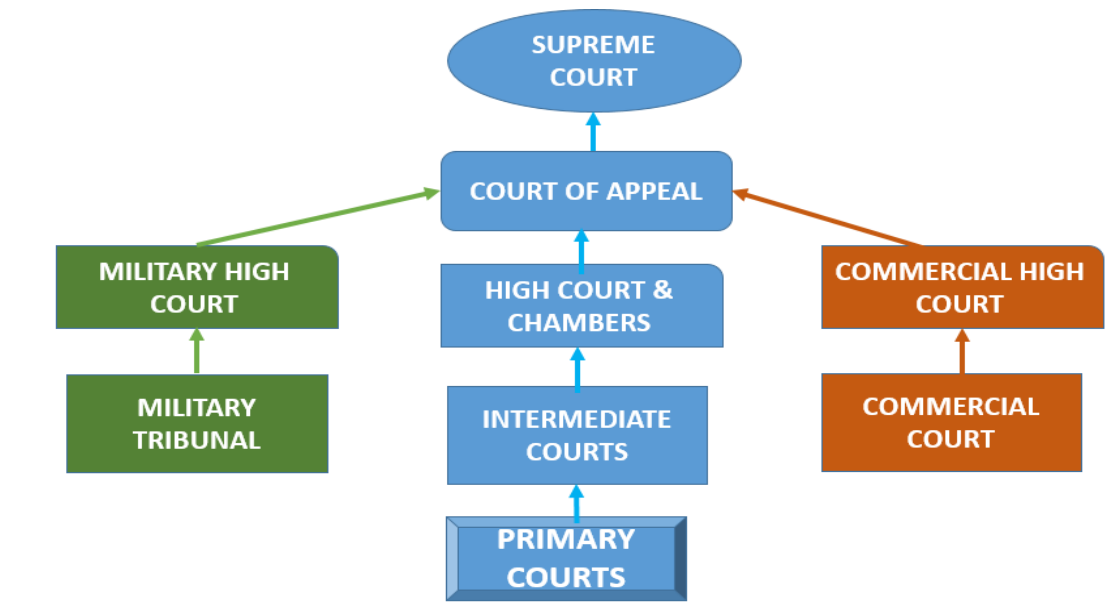 SUPREME
COURT
COURT OF APPEAL
MILITARY HIGH
COURT
HIGH COURT &
CHAMBERS
COMMERCIAL HIGH
COURT
MILITARY
TRIBUNAL
INTERMEDIATE
COURTS
COMMERCIAL
COURT
PRIMARY
COURTS